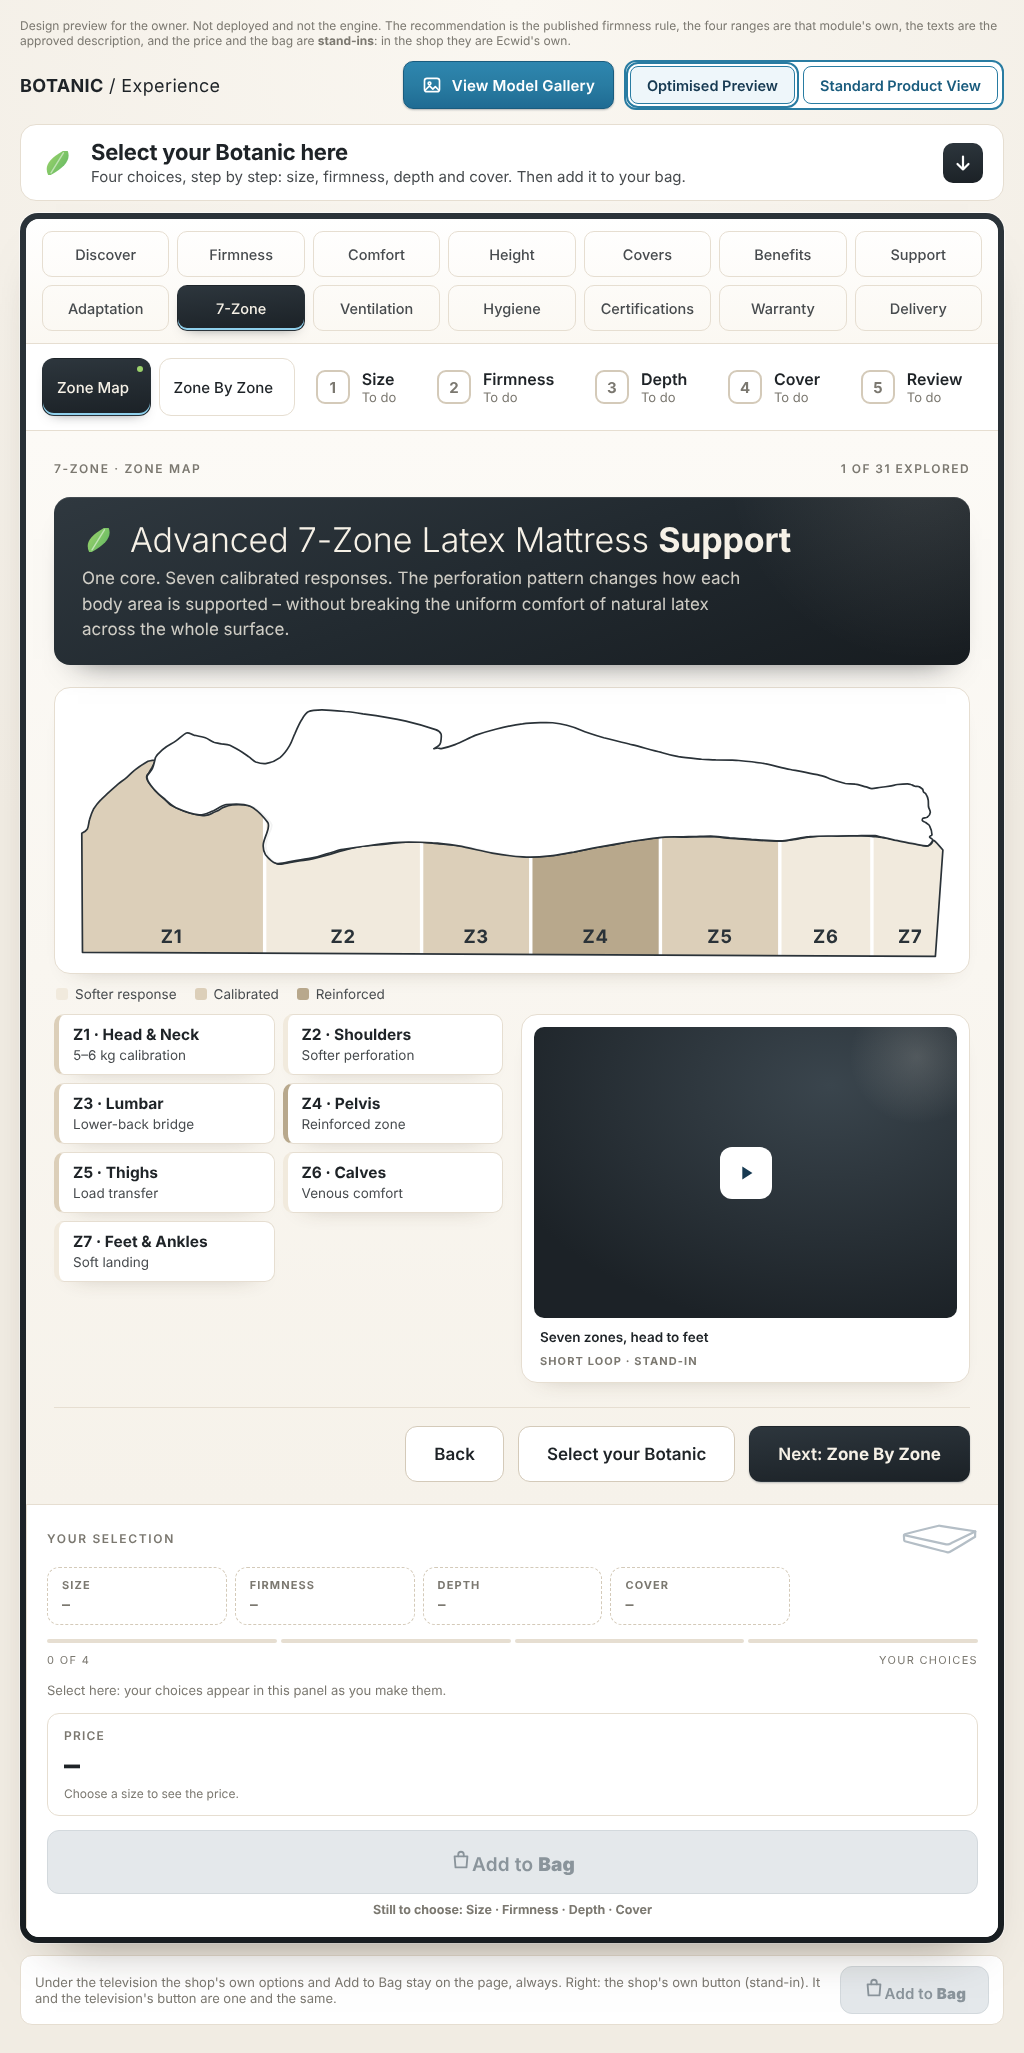 Design preview for the owner. Not deployed and not the engine. The recommendation is the published firmness rule, the four ranges are that module's own, the texts are the
approved description, and the price and the bag are stand-ins: in the shop they are Ecwid's own.
BOTANIC / Experience
View Model Gallery
Optimised Preview
Standard Product View
Select your Botanic here
Four choices, step by step: size, firmness, depth and cover. Then add it to your bag.
Discover
Firmness
Comfort
Height
Covers
Benefits
Support
Adaptation
7-Zone
Ventilation
Hygiene
Certifications
Warranty
Delivery
Zone Map
Zone By Zone
1 Size
To do
2 Firmness
To do
3 Depth
To do
4 Cover
To do
5 Review
To do
7-ZONE · ZONE MAP
1 OF 31 EXPLORED
Advanced 7-Zone Latex Mattress Support
One core. Seven calibrated responses. The perforation pattern changes how each
body area is supported – without breaking the uniform comfort of natural latex
across the whole surface.
Z1
Z2
Z3
Z4
Z5
Z6
Z7
Softer response
Calibrated
Reinforced
Z1 · Head & Neck
5–6 kg calibration
Z2 · Shoulders
Softer perforation
Z3 · Lumbar
Lower-back bridge
Z4 · Pelvis
Reinforced zone
Z5 · Thighs
Load transfer
Z6 · Calves
Venous comfort
Z7 · Feet & Ankles
Soft landing
Seven zones, head to feet
SHORT LOOP · STAND-IN
Back
Select your Botanic
Next: Zone By Zone
YOUR SELECTION
SIZE
–
FIRMNESS
–
DEPTH
–
COVER
–
0 OF 4
YOUR CHOICES
Select here: your choices appear in this panel as you make them.
PRICE
–
Choose a size to see the price.
Add to Bag
Still to choose: Size · Firmness · Depth · Cover
Under the television the shop's own options and Add to Bag stay on the page, always. Right: the shop's own button (stand-in). It
and the television's button are one and the same.
Add to Bag